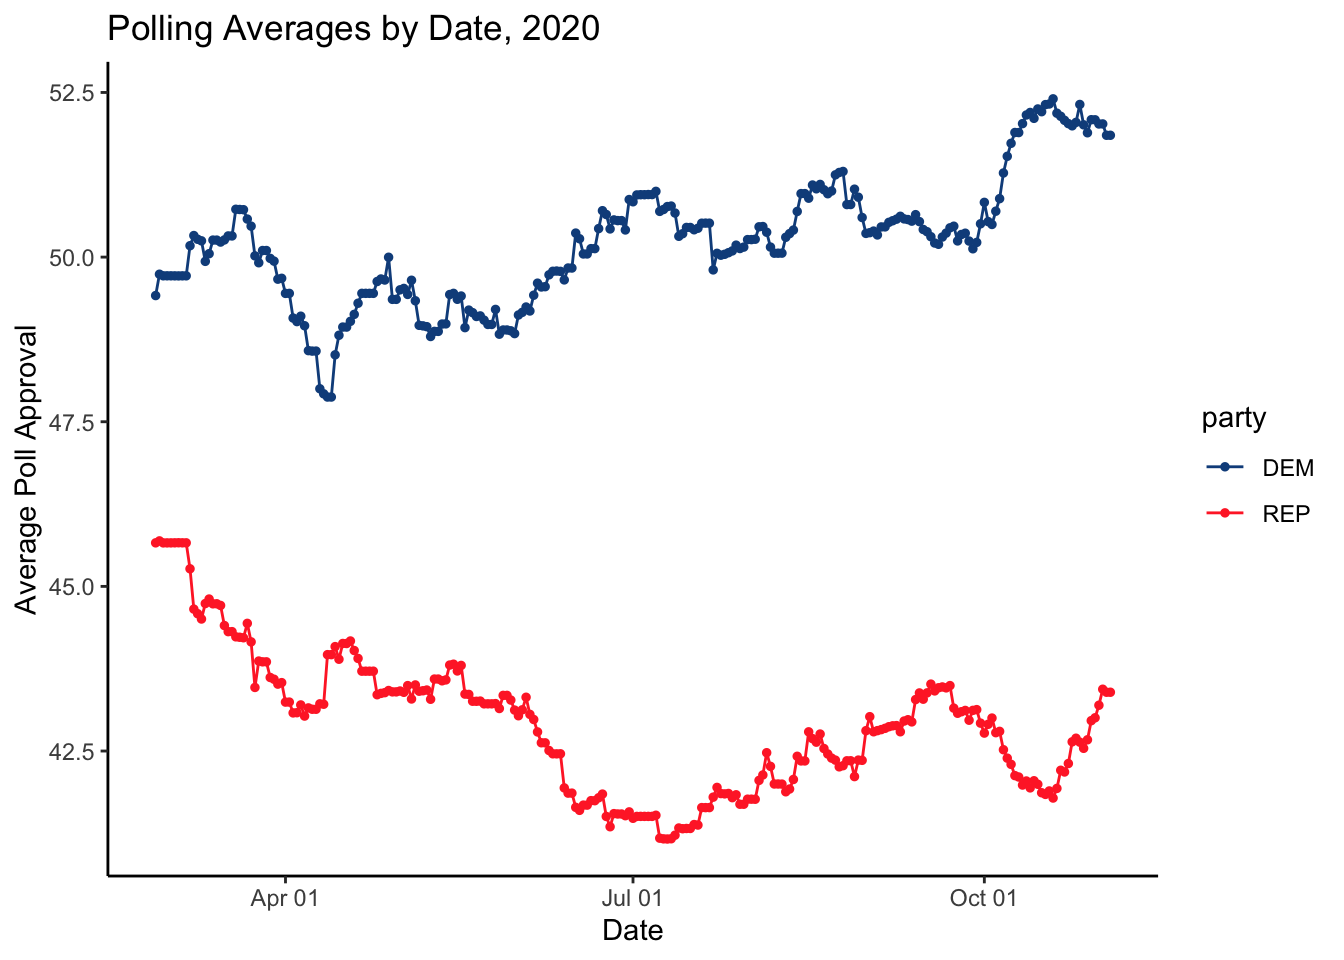 Polling Averages by Date, 2020
52.5
50.0
47.5
45.0
42.5
Average Poll Approval
Apr 01
Jul 01
Oct 01
Date
party
DEM
REP